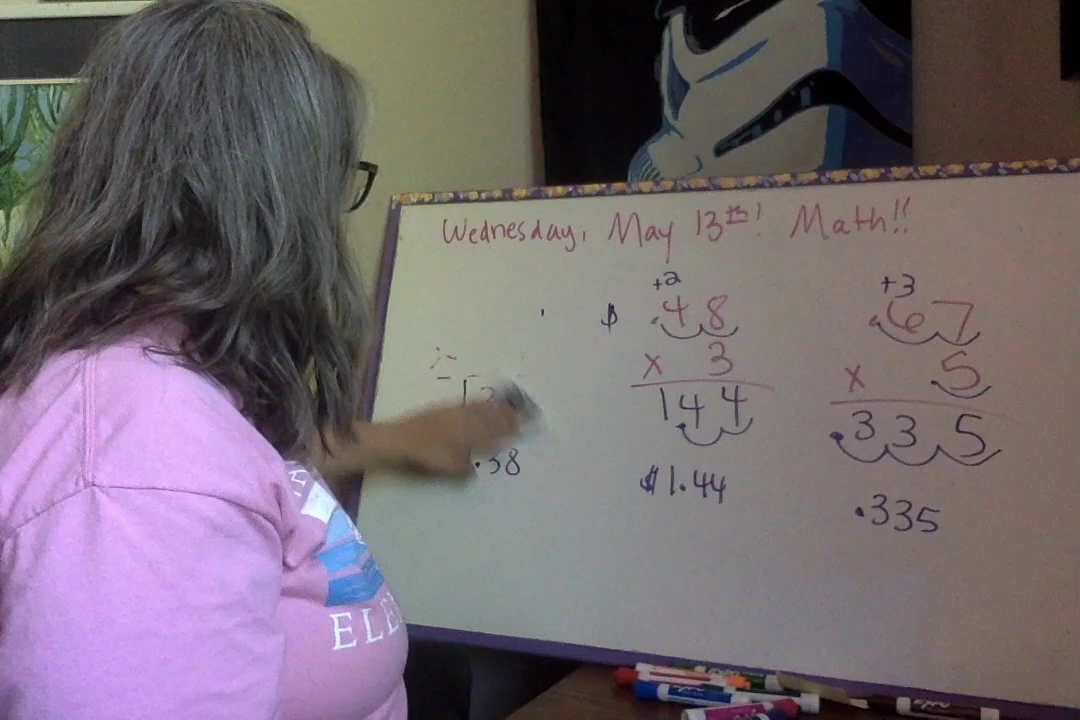 Wednesday, May 13th! Math!!
+2
$ .48
x 3
144
$1.44
+3
.67
x .5
.335
.335
.38
ELE